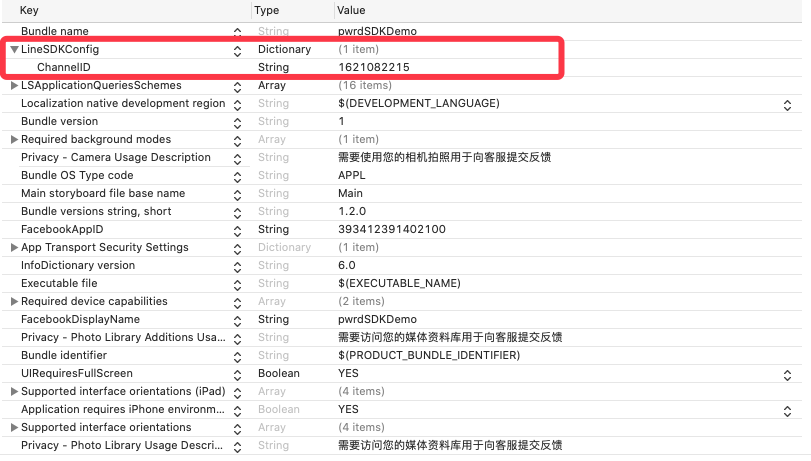 Key Type Value
Bundle name String pwrdSDKDemo
LineSDKConfig Dictionary (1 item)
ChannelID String 1621082215
LSApplicationQueriesSchemes Array (16 items)
Localization native development region String $(DEVELOPMENT_LANGUAGE)
Bundle version String 1
Required background modes Array (1 item)
Privacy - Camera Usage Description String 需要使用您的相机拍照用于向客服提交反馈
Bundle OS Type code String APPL
Main storyboard file base name String Main
Bundle versions string, short String 1.2.0
FacebookAppID String 393412391402100
App Transport Security Settings Dictionary (1 item)
InfoDictionary version String 6.0
Executable file String $(EXECUTABLE_NAME)
Required device capabilities Array (2 items)
FacebookDisplayName String pwrdSDKDemo
Privacy - Photo Library Additions Usa... String 需要访问您的媒体资料库用于向客服提交反馈
Bundle identifier String $(PRODUCT_BUNDLE_IDENTIFIER)
UIRequiresFullScreen Boolean YES
Supported interface orientations (iPad) Array (4 items)
Application requires iPhone environm... Boolean YES
Supported interface orientations Array (4 items)
Privacy - Photo Library Usage Descri... String 需要访问您的媒体资料库用于向客服提交反馈